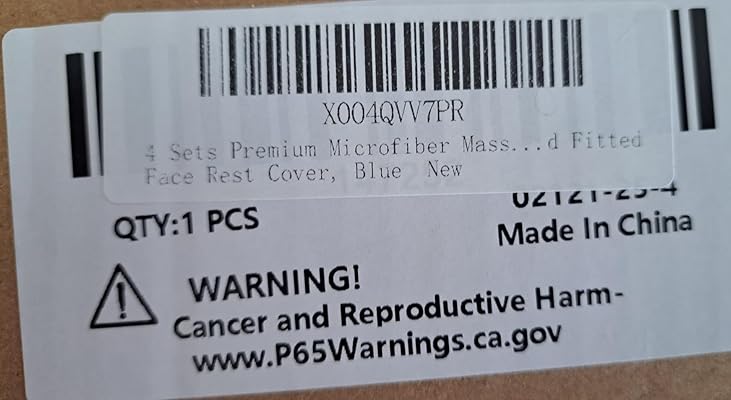 X004QVV7PR
4 Sets Premium Microfiber Mass...d Fitted
Face Rest Cover, Blue New
QTY:1 PCS
Made In China
WARNING!
Cancer and Reproductive Harm-
www.P65Warnings.ca.gov